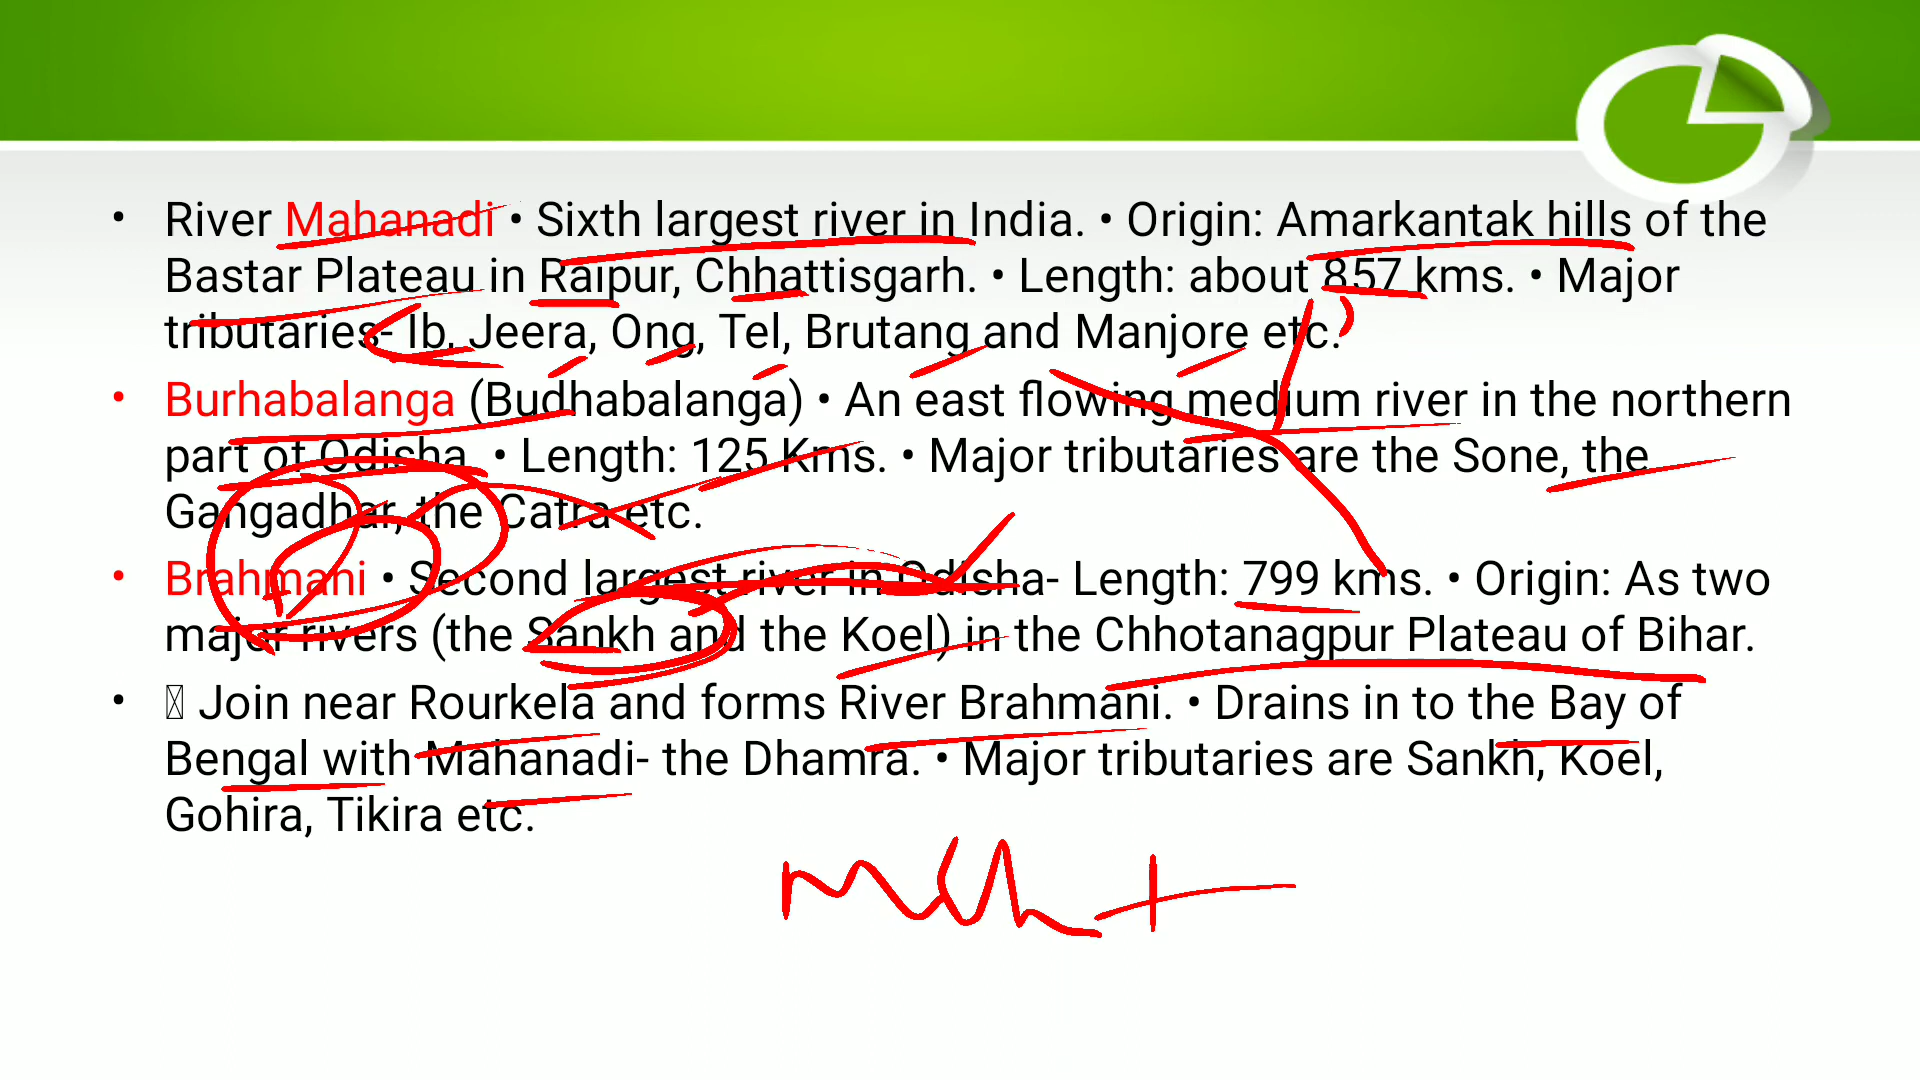 • River Mahanadi • Sixth largest river in India. • Origin: Amarkantak hills of the
Bastar Plateau in Raipur, Chhattisgarh. • Length: about 857 kms. • Major
tributaries- Ib, Jeera, Ong, Tel, Brutang and Manjore etc.
• Burhabalanga (Budhabalanga) • An east flowing medium river in the northern
part of Odisha. • Length: 125 Kms. • Major tributaries are the Sone, the
Gangadhar, the Catra etc.
• Brahmani • Second largest river in Odisha- Length: 799 kms. • Origin: As two
major rivers (the Sankh and the Koel) in the Chhotanagpur Plateau of Bihar.
• Join near Rourkela and forms River Brahmani. • Drains in to the Bay of
Bengal with Mahanadi- the Dhamra. • Major tributaries are Sankh, Koel,
Gohira, Tikira etc.